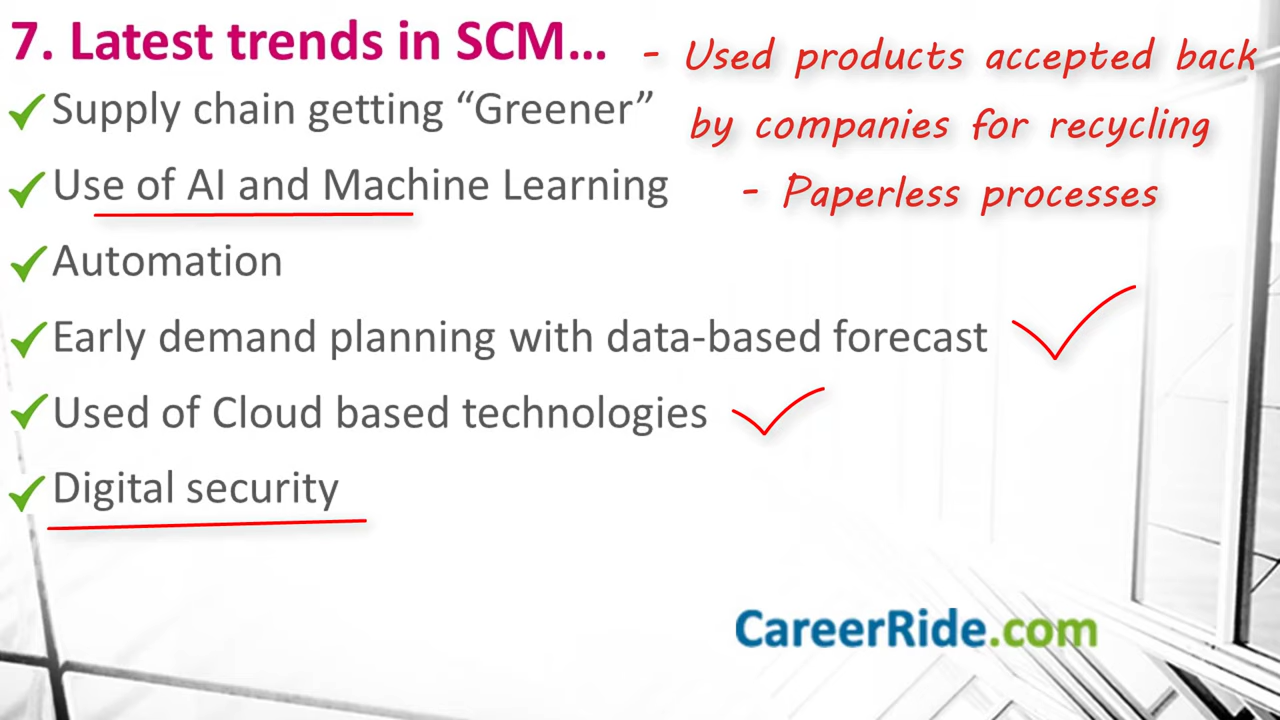 7. Latest trends in SCM...
- Used products accepted back
by companies for recycling
- Paperless processes
Supply chain getting “Greener”
Use of AI and Machine Learning
Automation
Early demand planning with data-based forecast
Used of Cloud based technologies
Digital security
CareerRide.com